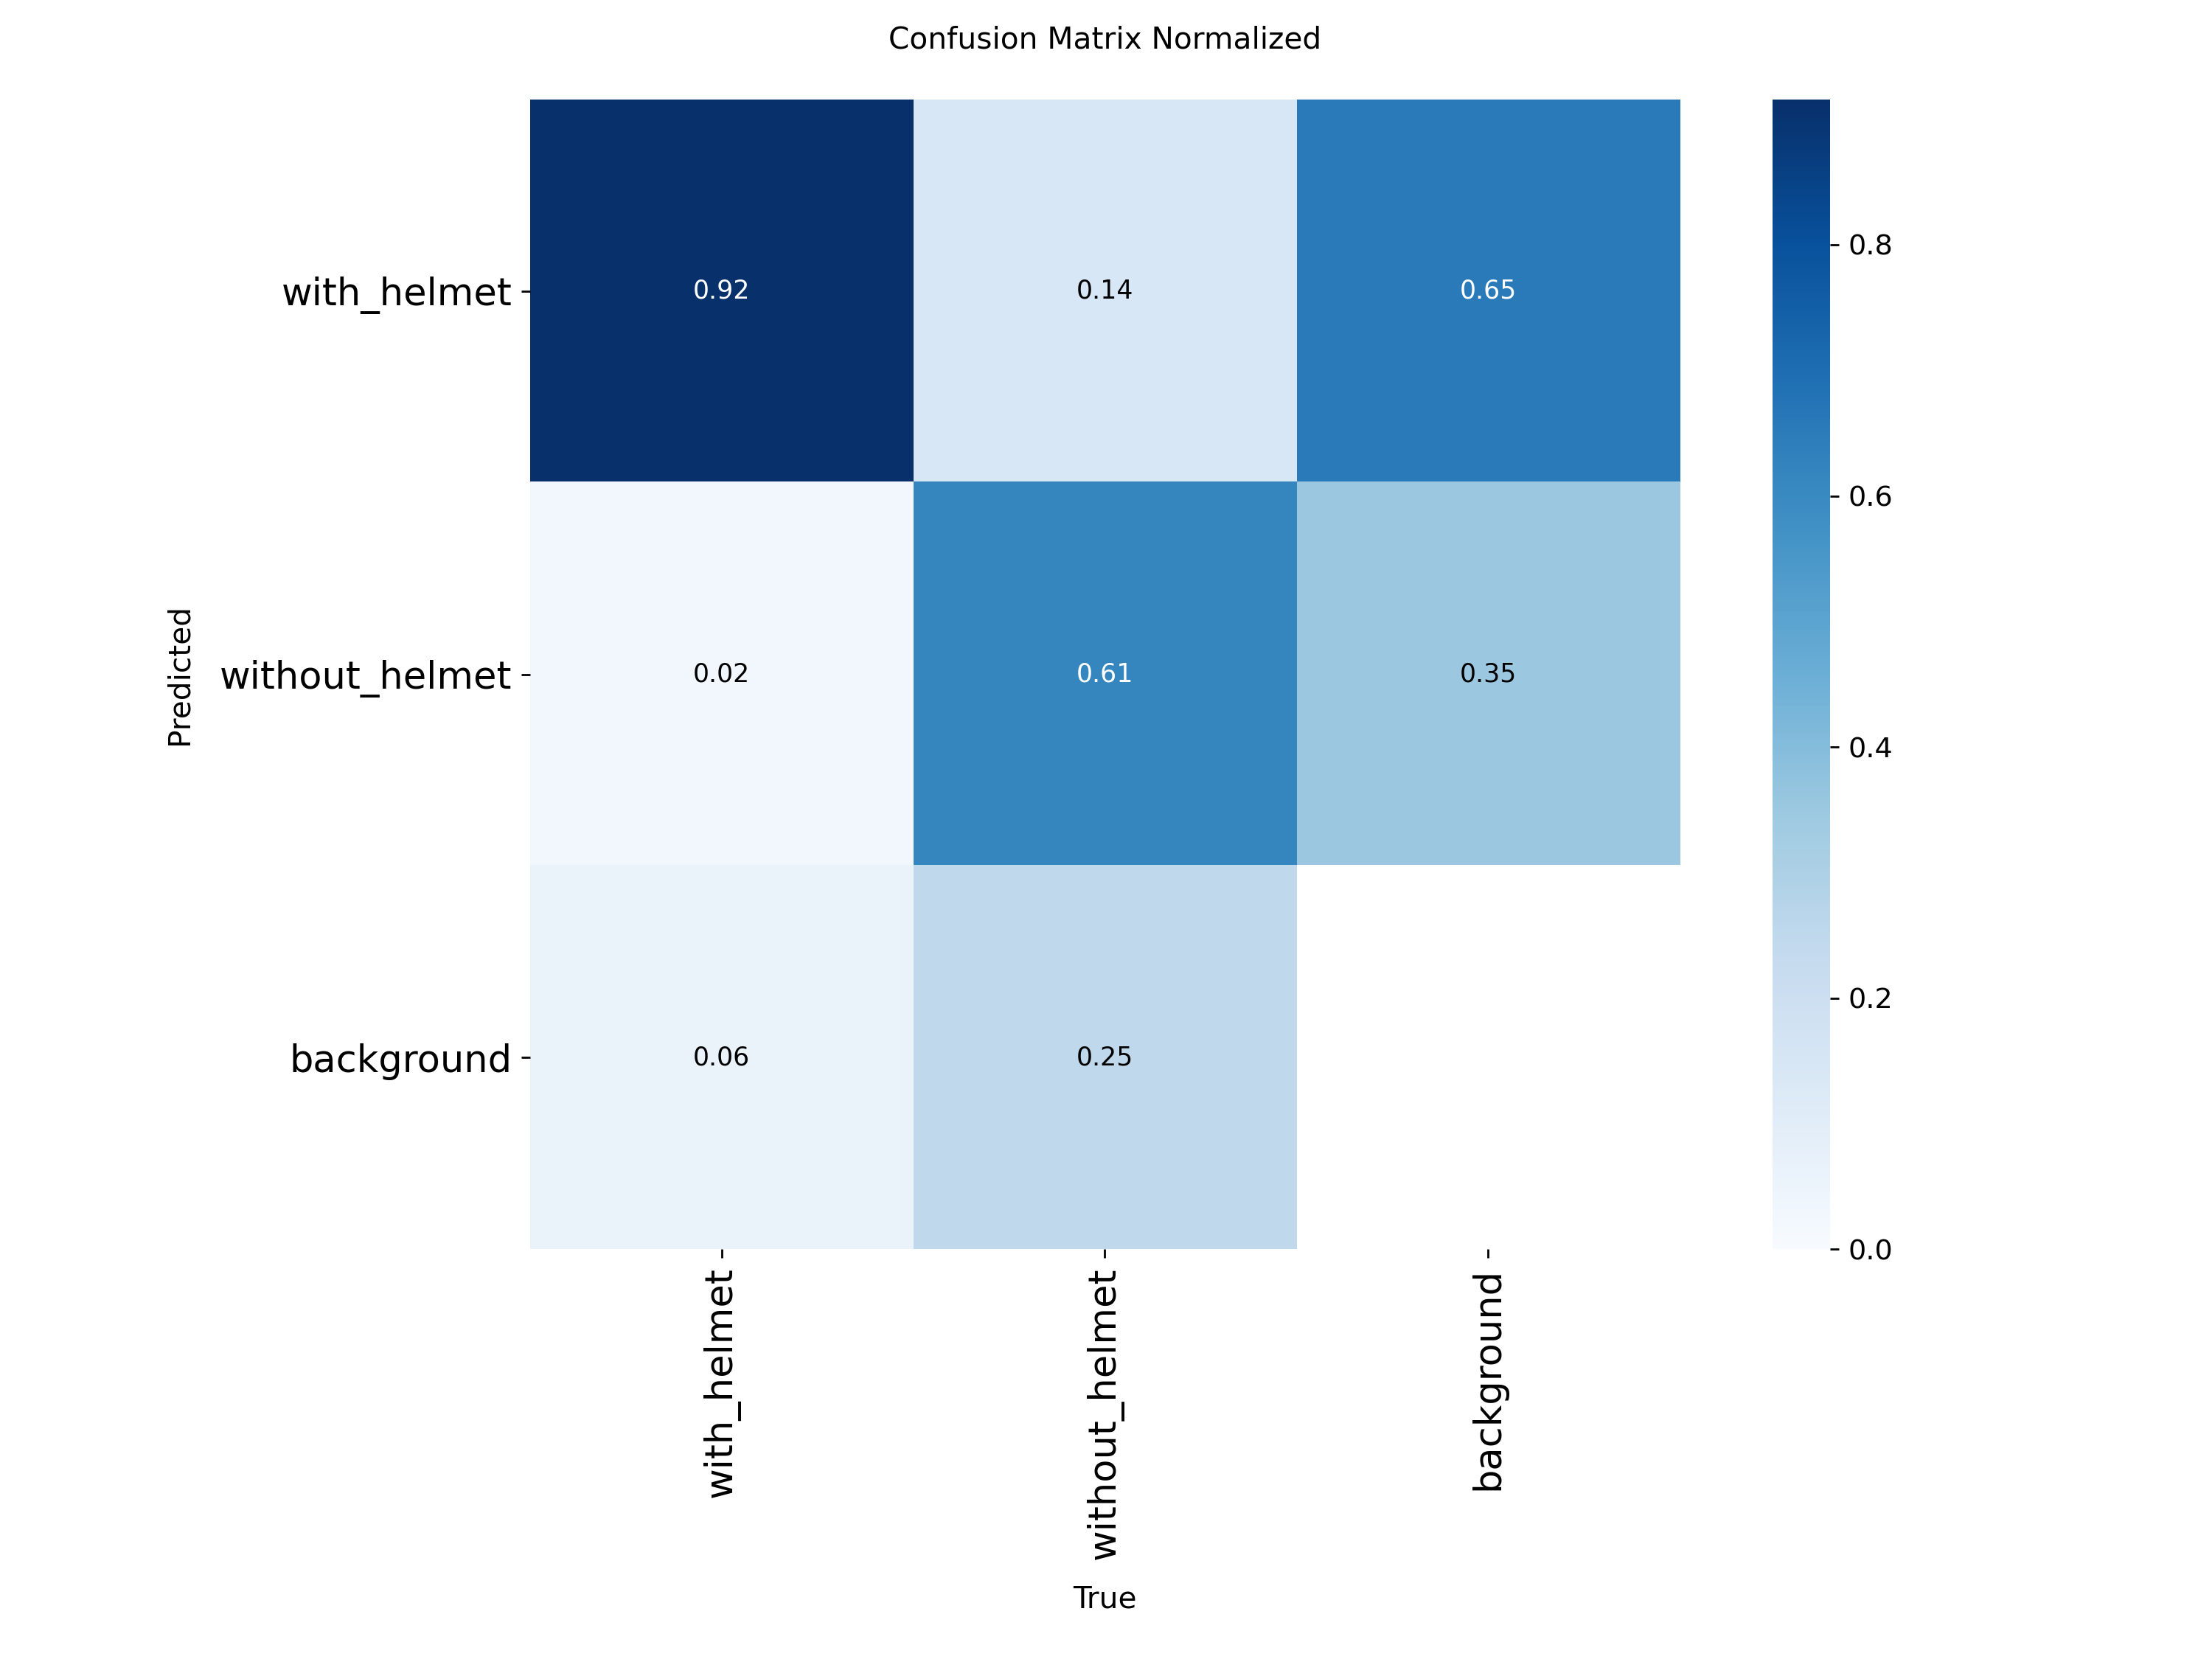 Confusion Matrix Normalized
Predicted
with_helmet
0.92
0.14
0.65
without_helmet
0.02
0.61
0.35
background
0.06
0.25
with_helmet
without_helmet
background
True
0.8
0.6
0.4
0.2
0.0